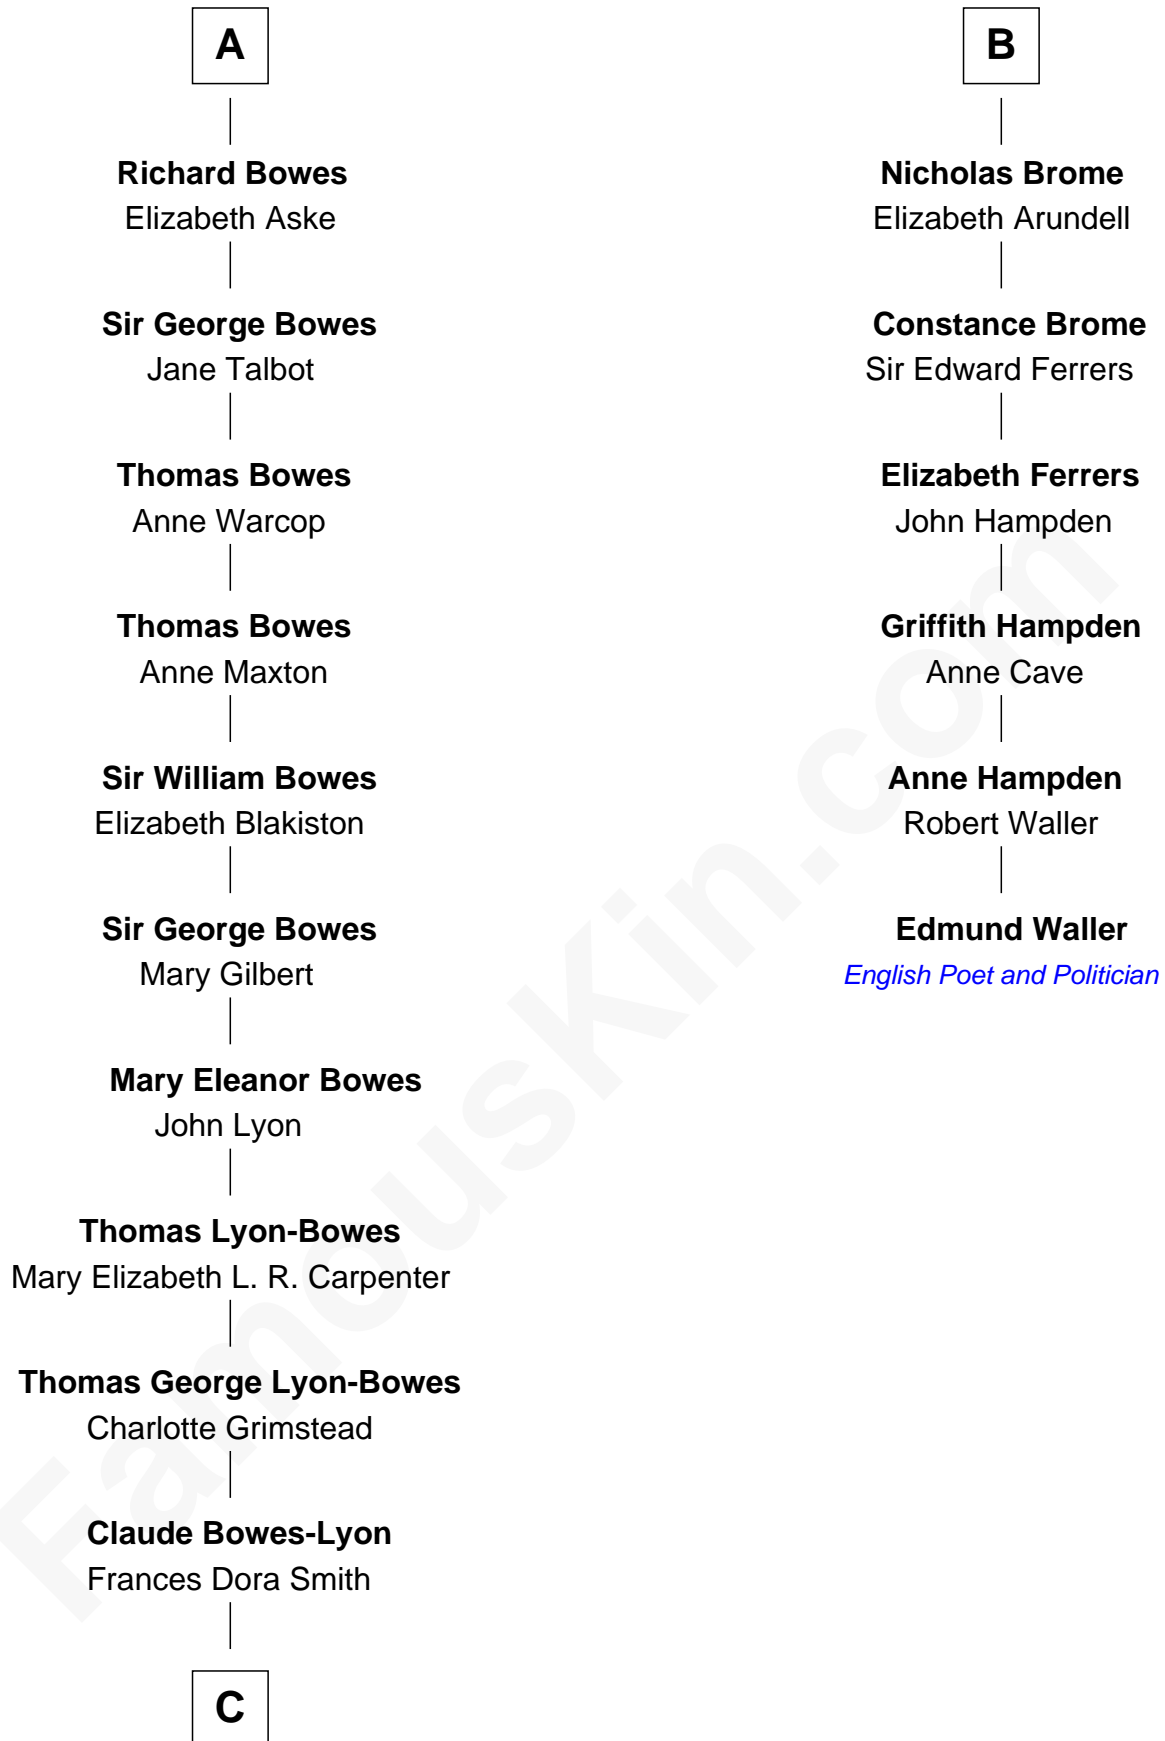 A
Richard Bowes
Elizabeth Aske
Sir George Bowes
Jane Talbot
Thomas Bowes
Anne Warcop
Thomas Bowes
Anne Maxton
Sir William Bowes
Elizabeth Blakiston
Sir George Bowes
Mary Gilbert
Mary Eleanor Bowes
John Lyon
Thomas Lyon-Bowes
Mary Elizabeth L. R. Carpenter
Thomas George Lyon-Bowes
Charlotte Grimstead
Claude Bowes-Lyon
Frances Dora Smith
C
B
Nicholas Brome
Elizabeth Arundell
Constance Brome
Sir Edward Ferrers
Elizabeth Ferrers
John Hampden
Griffith Hampden
Anne Cave
Anne Hampden
Robert Waller
Edmund Waller
English Poet and Politician
FamousKin.com